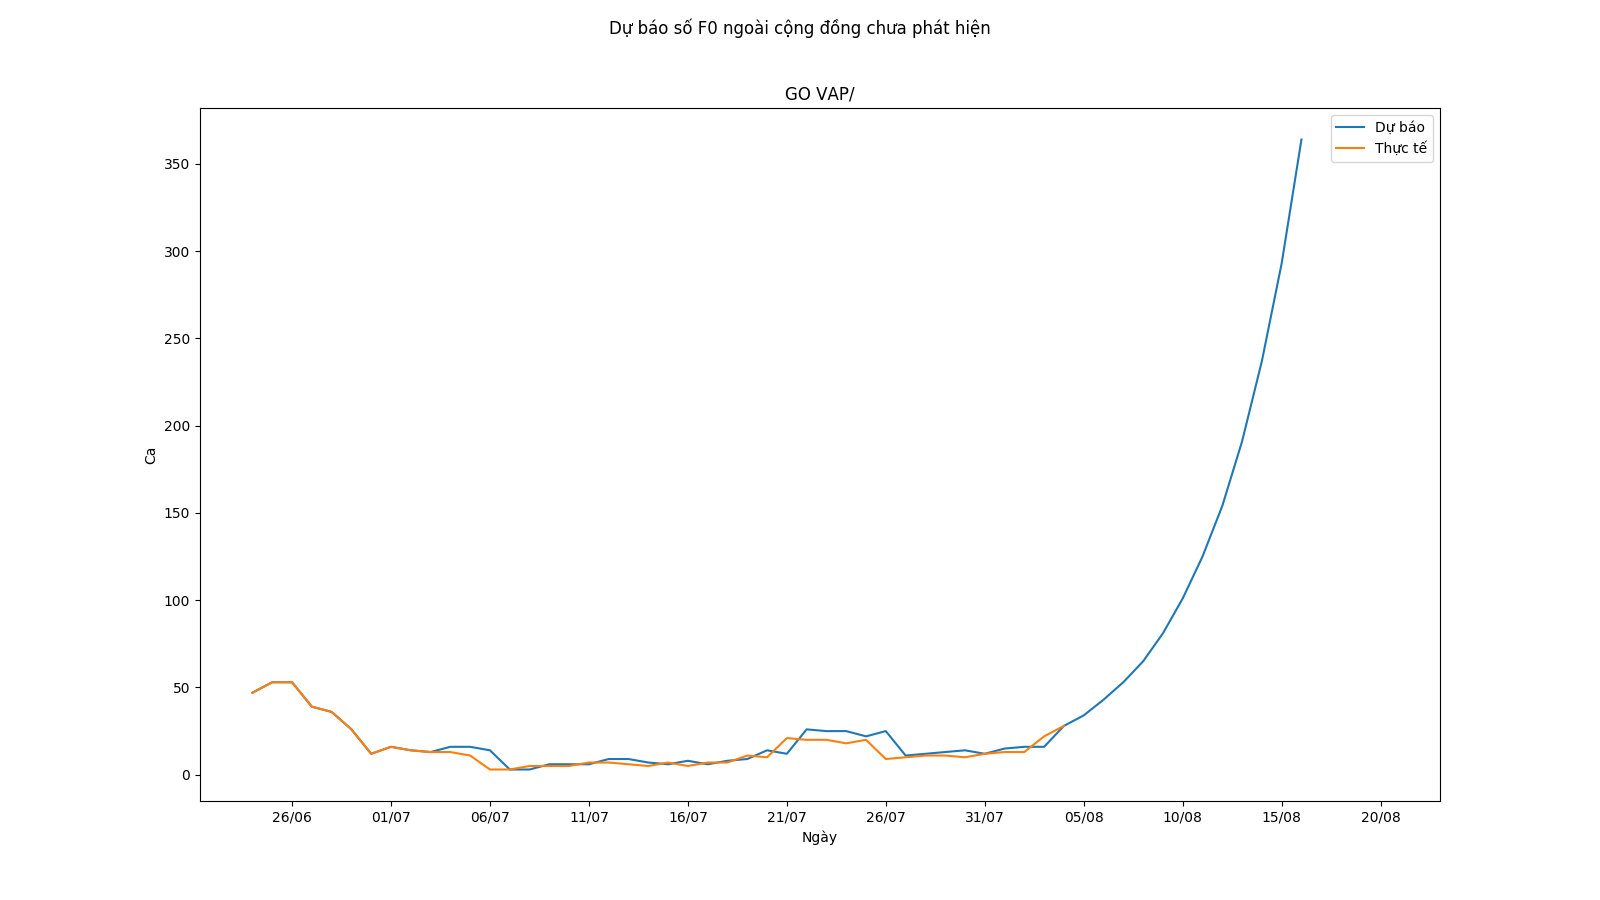 Dự báo số F0 ngoài cộng đồng chưa phát hiện
GO VAP/
Dự báo
Thực tế
350
300
250
200
150
100
50
0
Ca
26/06 01/07 06/07 11/07 16/07 21/07 26/07 31/07 05/08 10/08 15/08 20/08
Ngày